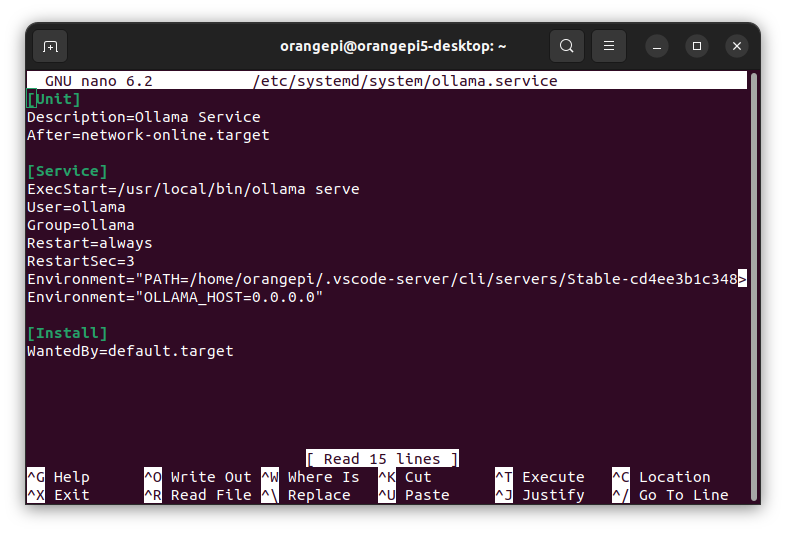 orangepi@orangepi5-desktop: ~
GNU nano 6.2 /etc/systemd/system/ollama.service
[Unit]
Description=Ollama Service
After=network-online.target
[Service]
ExecStart=/usr/local/bin/ollama serve
User=ollama
Group=ollama
Restart=always
RestartSec=3
Environment="PATH=/home/orangepi/.vscode-server/cli/servers/Stable-cd4ee3b1c348>
Environment="OLLAMA_HOST=0.0.0.0"
[Install]
WantedBy=default.target
[ Read 15 lines ]
^G Help ^O Write Out ^W Where Is ^K Cut ^T Execute ^C Location
^X Exit ^R Read File ^\ Replace ^U Paste ^J Justify ^/ Go To Line